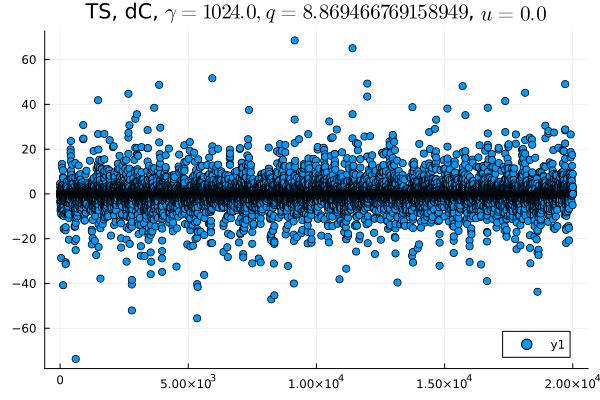 TS, dC, γ = 1024.0, q = 8.869466769158949, u = 0.0
60
40
20
0
−20
−40
−60
0 5.00×10³ 1.00×10⁴ 1.50×10⁴ 2.00×10⁴
y1